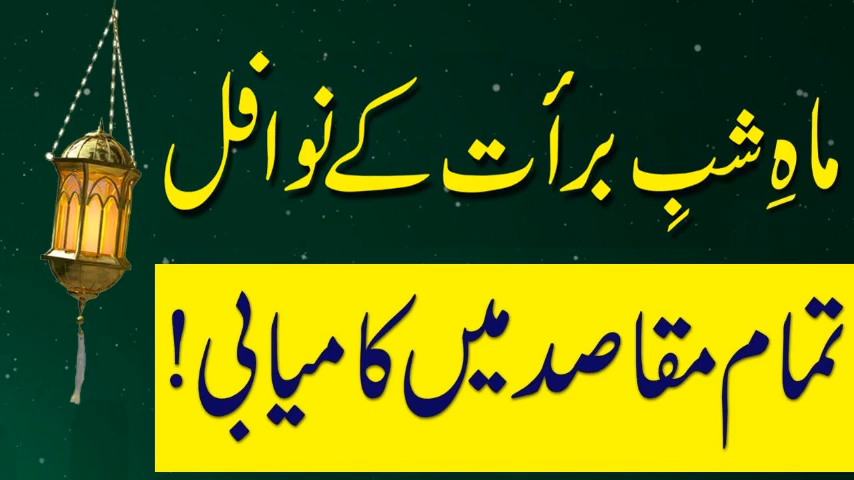 ماہِ شبِ برأت کے نوافل
تمام مقاصد میں کامیابی!